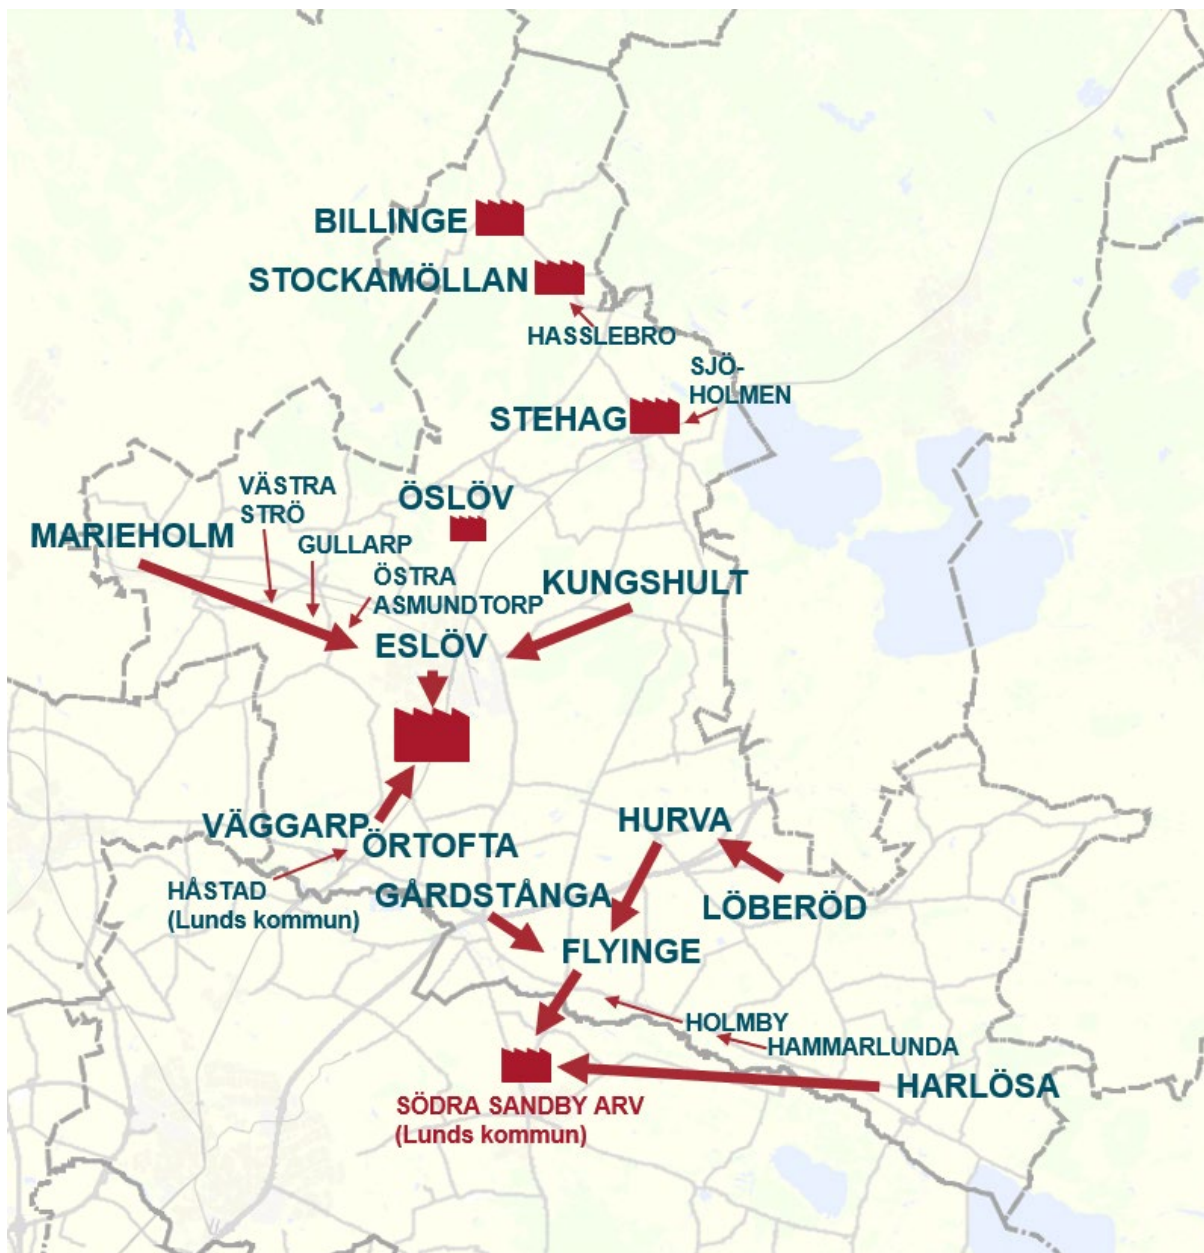 BILLINGE
STOCKAMÖLLAN
HASSLEBRO
SJÖ-
HOLMEN
STEHAG
VÄSTRA
STRÖ
ÖSLÖV
MARIEHOLM
GULLARP
ÖSTRA
ASMUNDTORP
KUNGSHULT
ESLÖV
VÄGGARP
ÖRTOFTA
HURVA
HÅSTAD
(Lunds kommun)
GÅRDSTÅNGA
LÖBERÖD
FLYINGE
HOLMBY
HAMMARLUNDA
HARLÖSA
SÖDRA SANDBY ARV
(Lunds kommun)